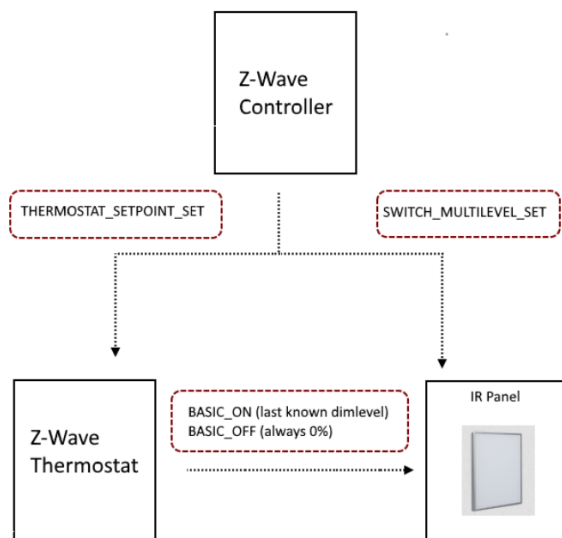 Z-Wave
Controller
THERMOSTAT_SETPOINT_SET
SWITCH_MULTILEVEL_SET
Z-Wave
Thermostat
BASIC_ON (last known dimlevel)
BASIC_OFF (always 0%)
IR Panel